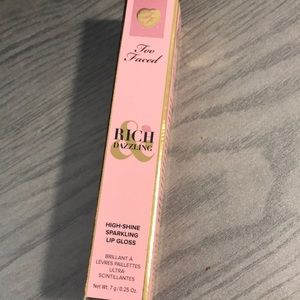 Too
Faced
RICH
&
DAZZLING
HIGH-SHINE
SPARKLING
LIP GLOSS
BRILLANT À
LÈVRES PAILLETES
ULTRA-
SCINTILLANTES
Net. Wt. 7 g / 0.25 Oz.